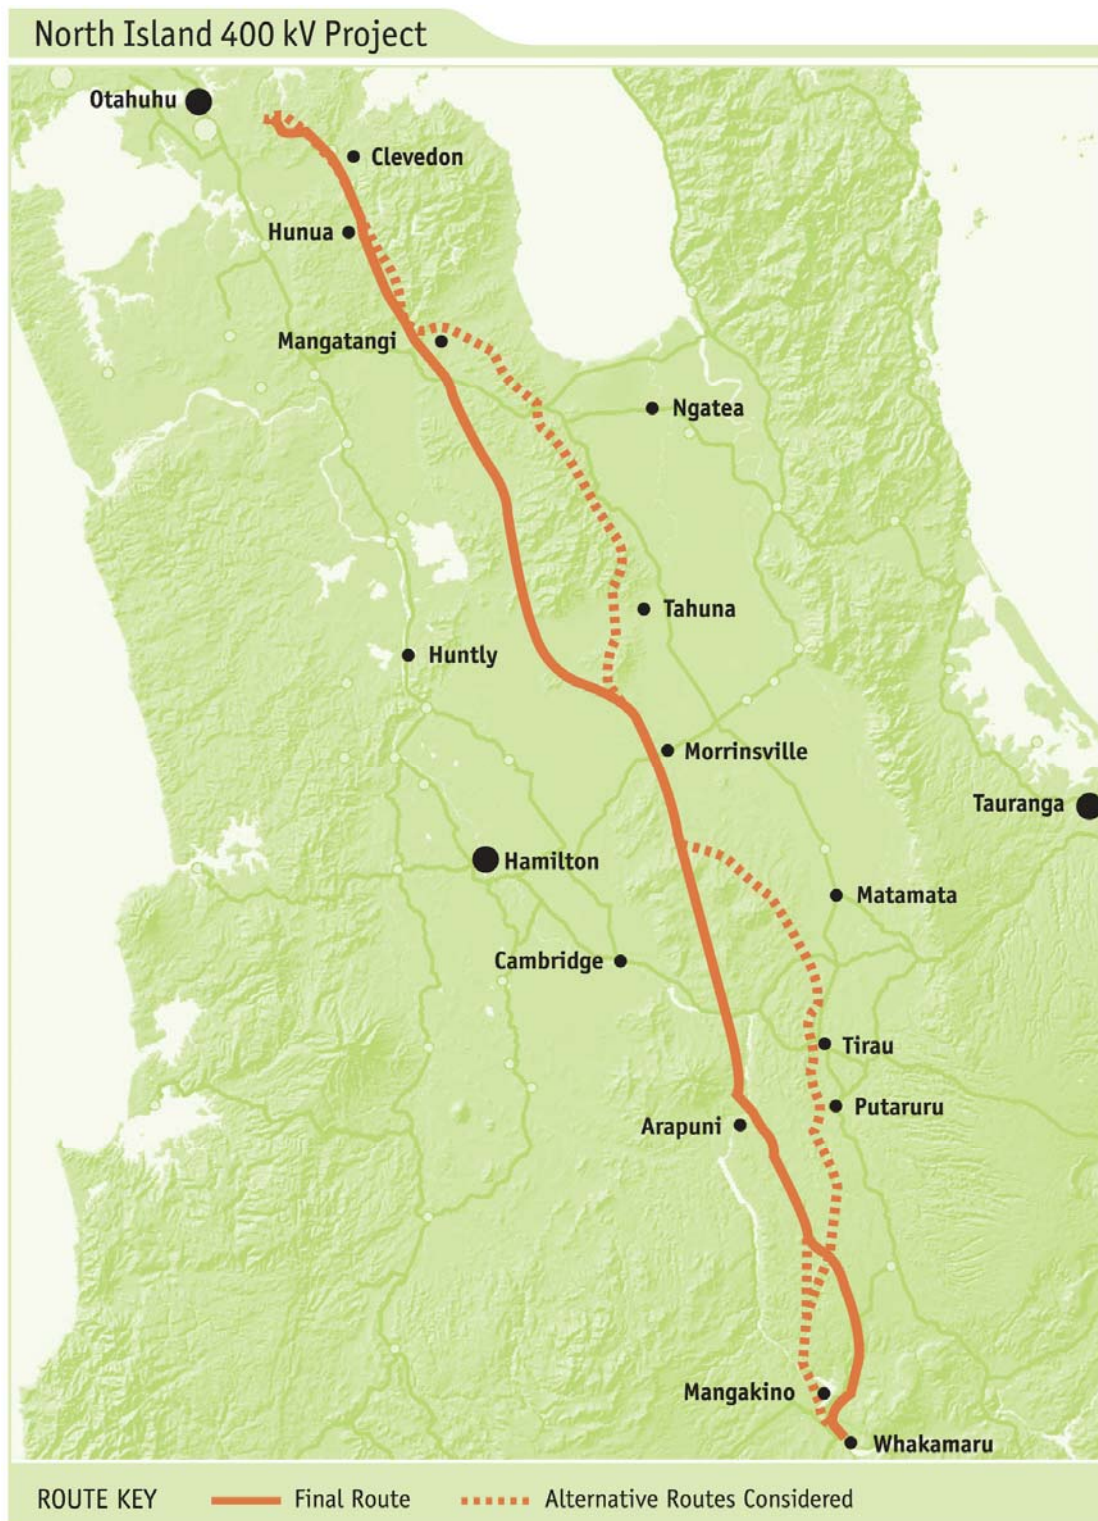 North Island 400 kV Project
Otahuhu
Clevedon
Hunua
Mangatangi
Ngatea
Tahuna
Huntly
Morrinsville
Tauranga
Hamilton
Matamata
Cambridge
Tirau
Putaruru
Arapuni
Mangakino
Whakamaru
ROUTE KEY Final Route Alternative Routes Considered